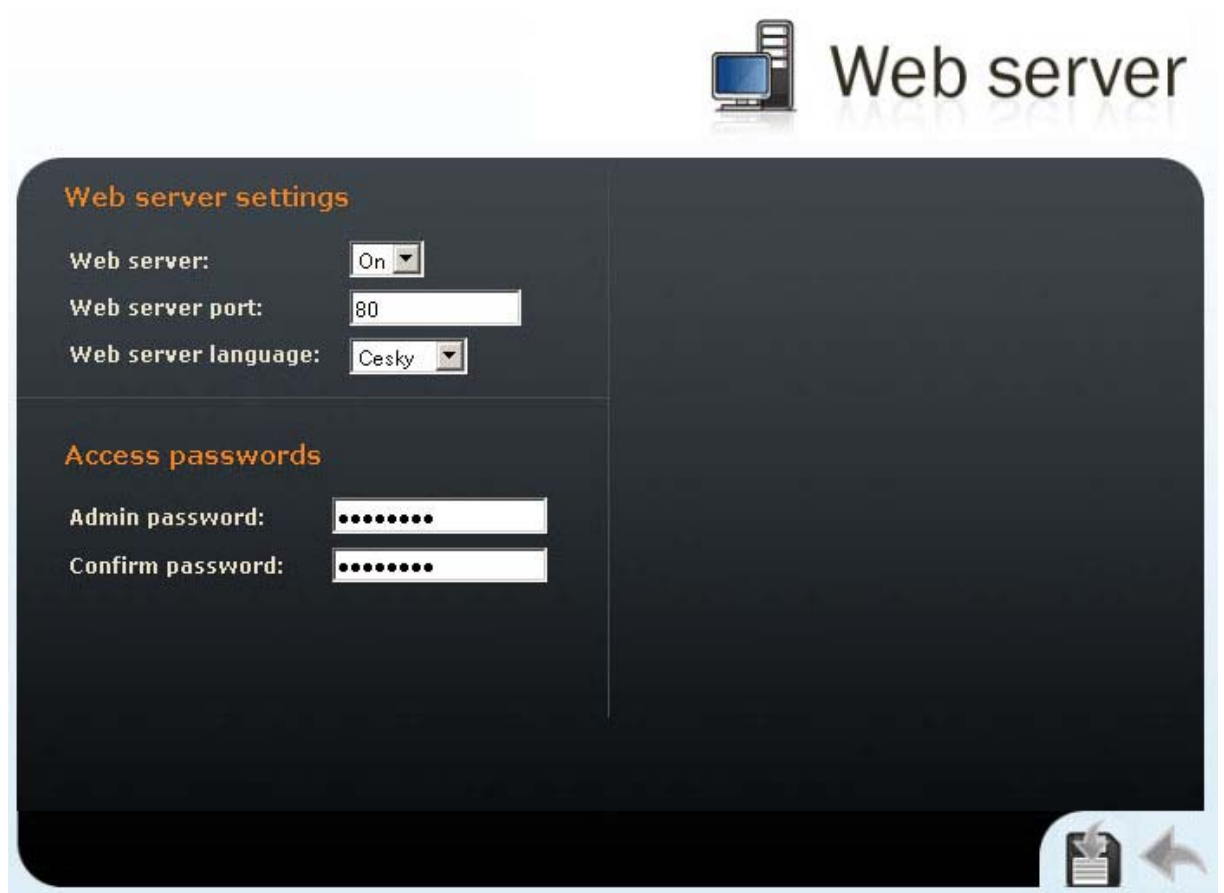 Web server
Web server settings
Web server: On
Web server port: 80
Web server language: Cesky
Access passwords
Admin password: ••••••••
Confirm password: ••••••••